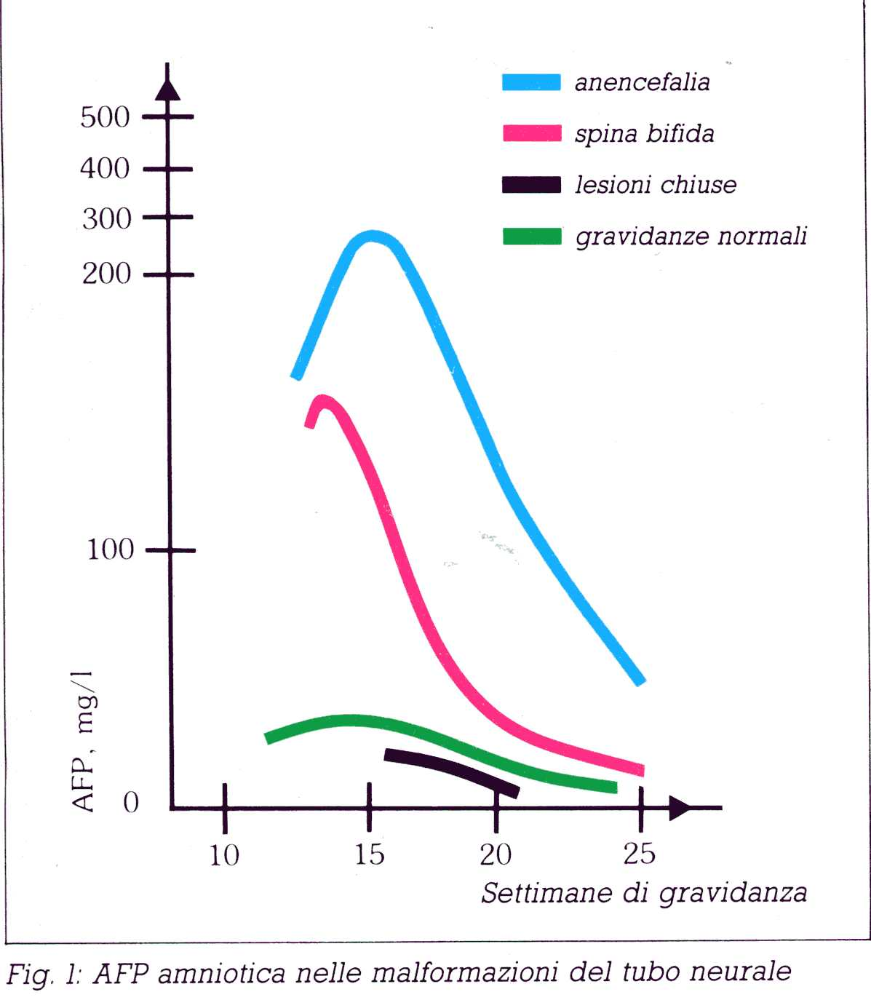 anencefalia
spina bifida
lesioni chiuse
gravidanze normali
500
400
300
200
100
0
AFP, mg/l
10 15 20 25
Settimane di gravidanza
Fig. 1: AFP amniotica nelle malformazioni del tubo neurale